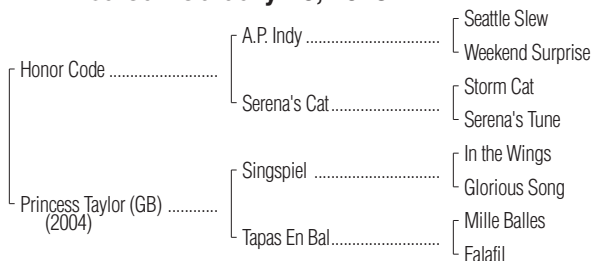 Seattle Slew
A.P. Indy
Weekend Surprise
Honor Code
Storm Cat
Serena's Cat
Serena's Tune
In the Wings
Singspiel
Glorious Song
Princess Taylor (GB)
(2004)
Mille Balles
Tapas En Bal
Falafil